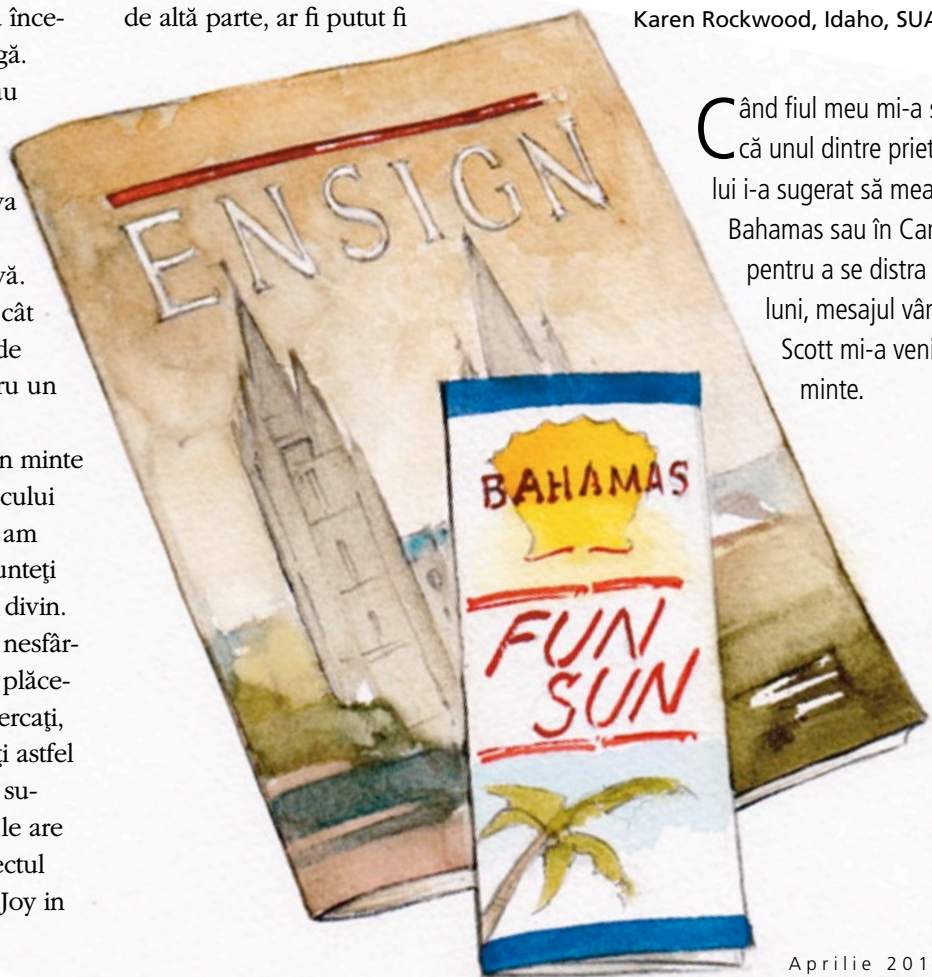 înce-
gă.
au
va
vă.
cât
de
ru un
n minte
cului
am
unteţi
divin.
nesfâr-
plăce-
ercaţi,
ţi astfel
su-
le are
ectul
Joy in
de altă parte, ar fi putut fi
Karen Rockwood, Idaho, SUA
ENSIGN
BAHAMAS
FUN
SUN
Când fiul meu mi-a s
că unul dintre priet
lui i-a sugerat să mea
Bahamas sau în Car
pentru a se distra
luni, mesajul vâr
Scott mi-a veni
minte.
Aprilie 201